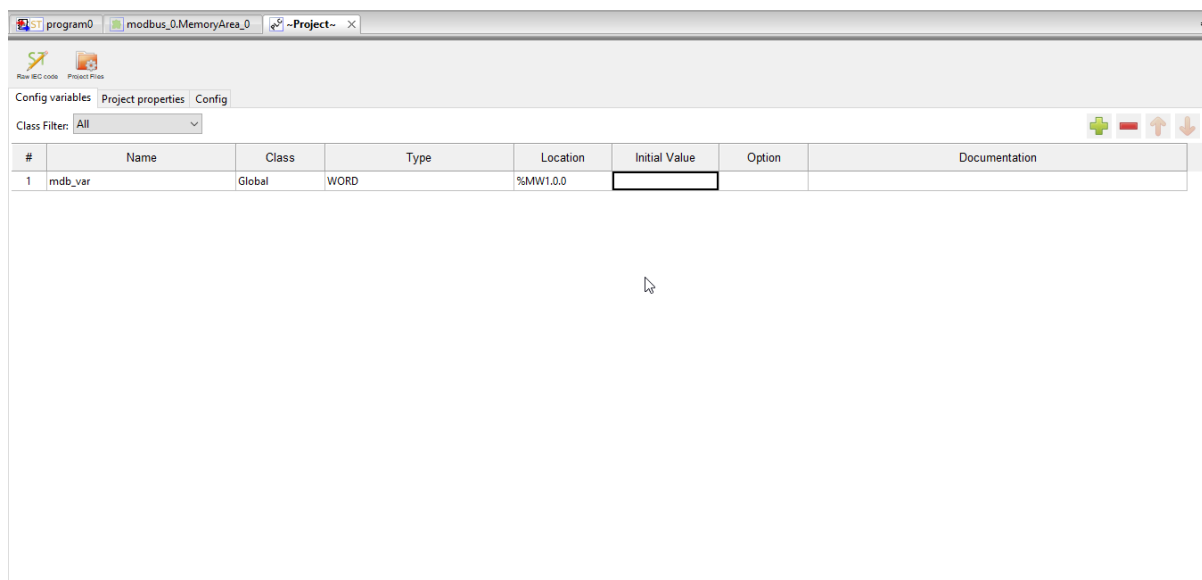 ST program0 modbus_0.MemoryArea_0 ~Project~
Raw IEC code Project Files
Config variables Project properties Config
Class Filter: All
# Name Class Type Location Initial Value Option Documentation
1 mdb_var Global WORD %MW1.0.0